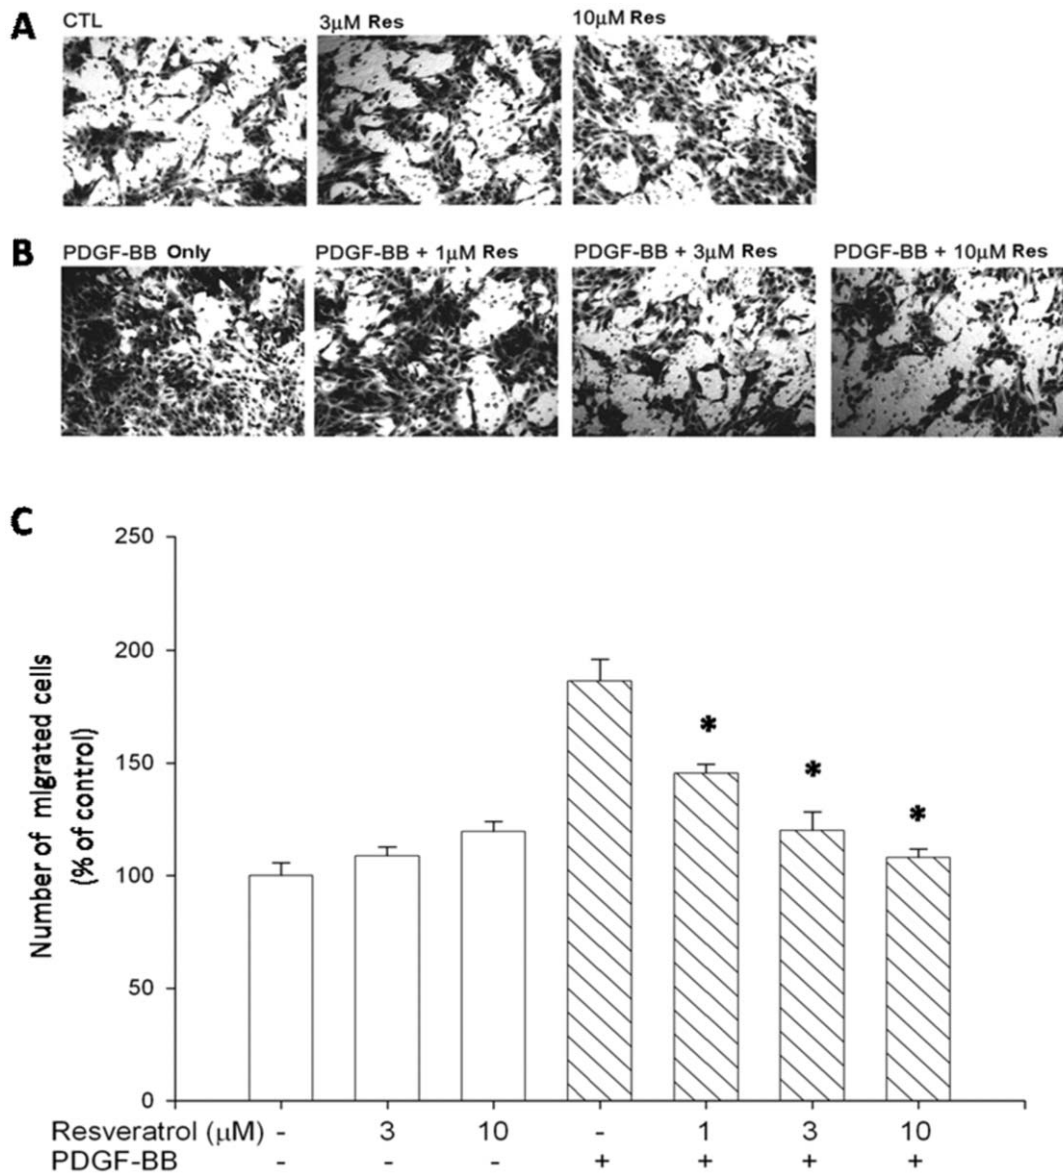 A
CTL 3μM Res 10μM Res
B
PDGF-BB Only PDGF-BB + 1μM Res PDGF-BB + 3μM Res PDGF-BB + 10μM Res
C
Number of migrated cells
(% of control)
250
200
150
100
50
0
* * *
Resveratrol (μM) - 3 10 - 1 3 10
PDGF-BB - - - + + + +